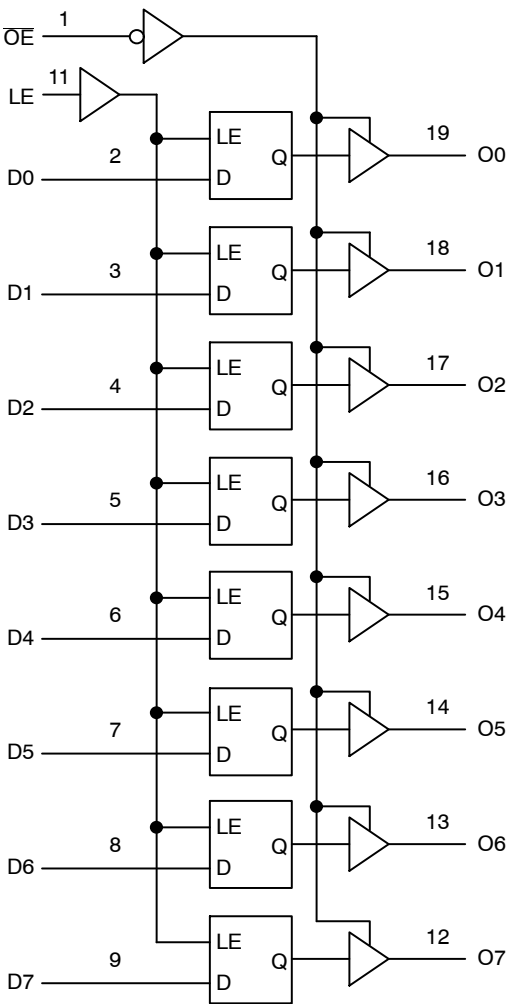 O̅E̅ 1
LE 11
D0 2 LE D Q 19 O0
D1 3 LE D Q 18 O1
D2 4 LE D Q 17 O2
D3 5 LE D Q 16 O3
D4 6 LE D Q 15 O4
D5 7 LE D Q 14 O5
D6 8 LE D Q 13 O6
D7 9 LE D Q 12 O7